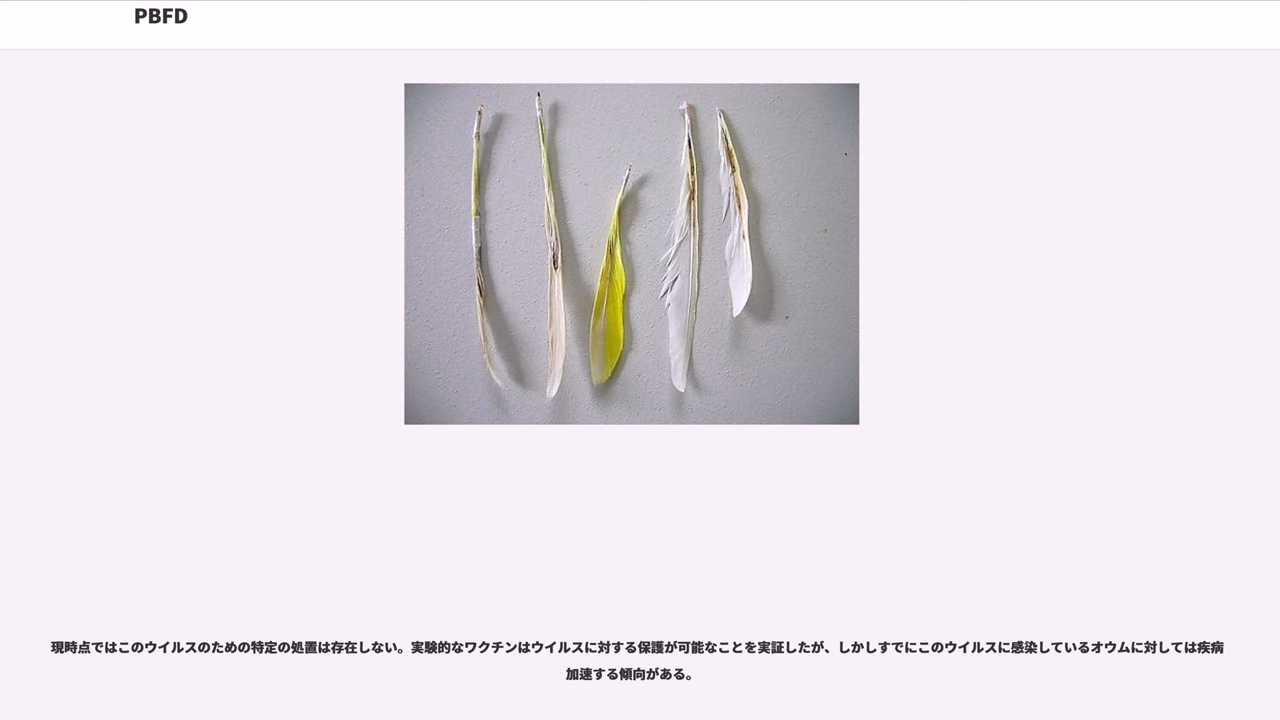 PBFD
現時点ではこのウイルスのための特定の処置は存在しない。実験的なワクチンはウイルスに対する保護が可能なことを実証したが、しかしすでにこのウイルスに感染しているオウムに対しては疾病
加速する傾向がある。